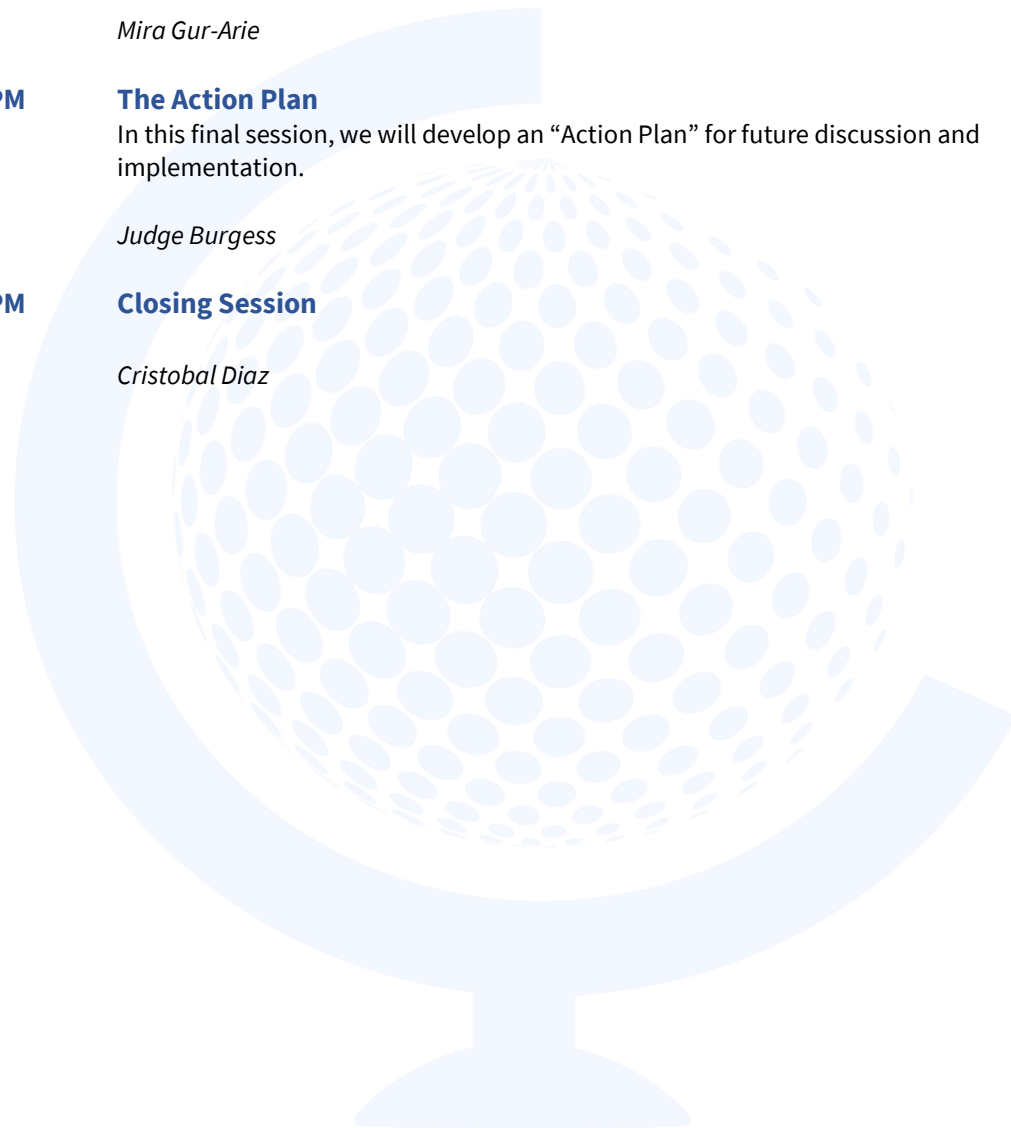 Mira Gur-Arie
PM The Action Plan
In this final session, we will develop an “Action Plan” for future discussion and
implementation.
Judge Burgess
PM Closing Session
Cristobal Diaz